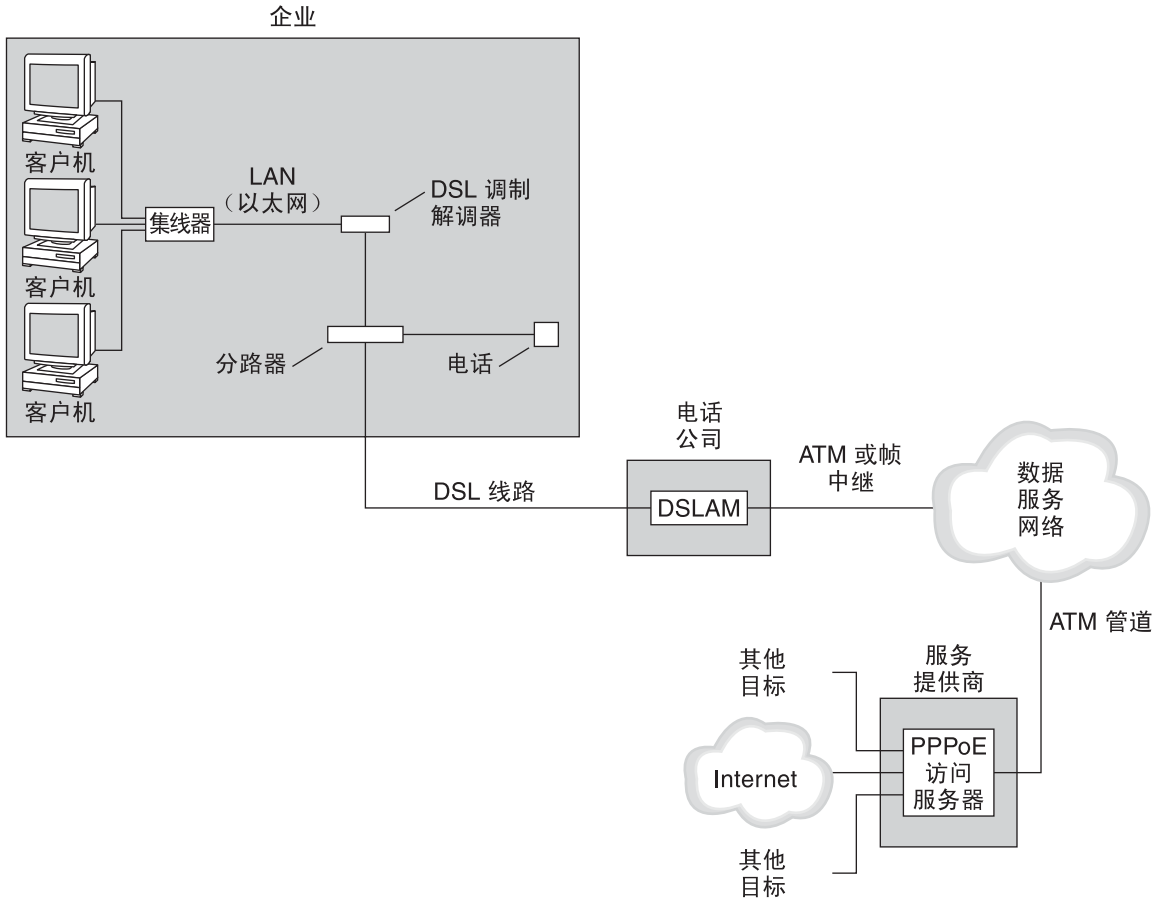 企业
客户机
LAN
（以太网）
DSL 调制
解调器
集线器
客户机
分路器
电话
客户机
电话
公司
ATM 或帧
中继
数据
服务
网络
DSL 线路
DSLAM
ATM 管道
其他
目标
服务
提供商
PPPoE
访问
服务器
Internet
其他
目标